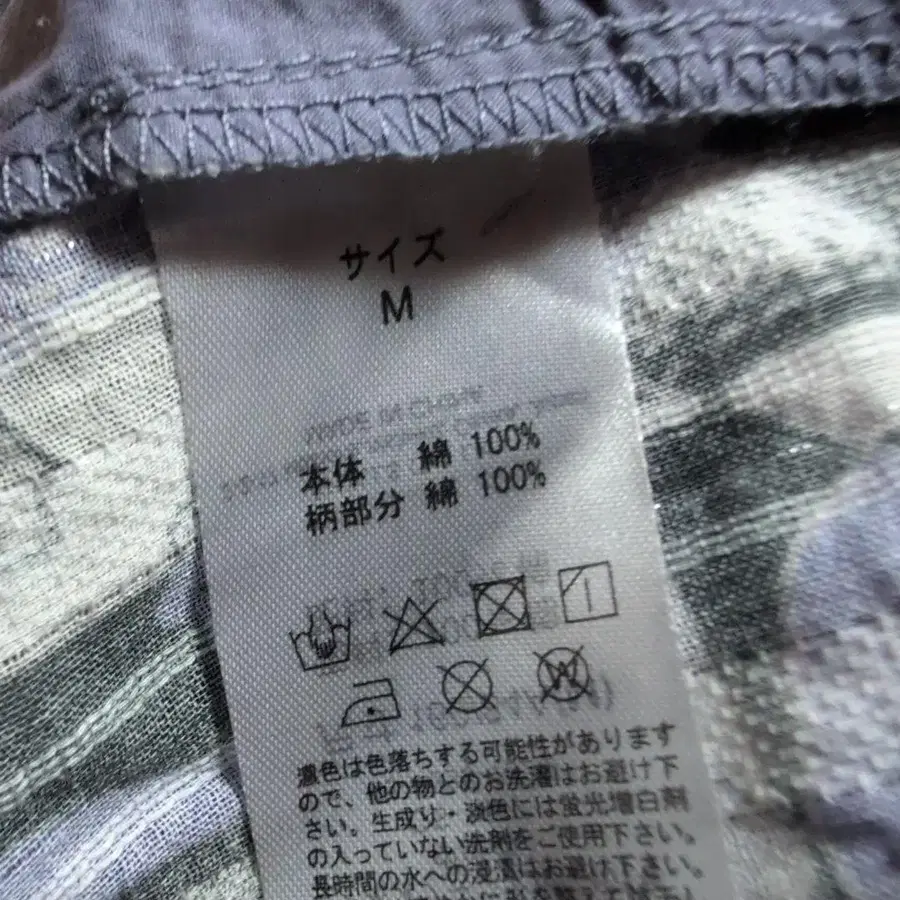 サイズ
M
本体 綿 100%
柄部分 綿 100%
濃色は色落ちする可能性があります
ので、他の物とのお洗濯はお避け下
さい。生成り・淡色には蛍光増白剤
の入っていない洗剤をご使用下さい。
長時間の水への浸漬はお避け下さい。